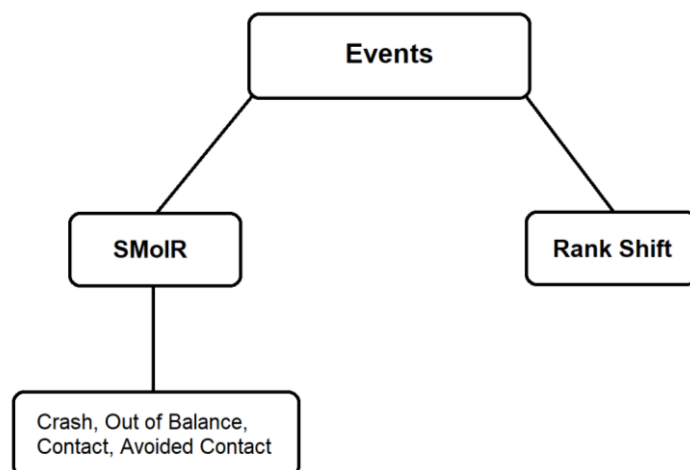 Events
SMoIR
Rank Shift
Crash, Out of Balance,
Contact, Avoided Contact